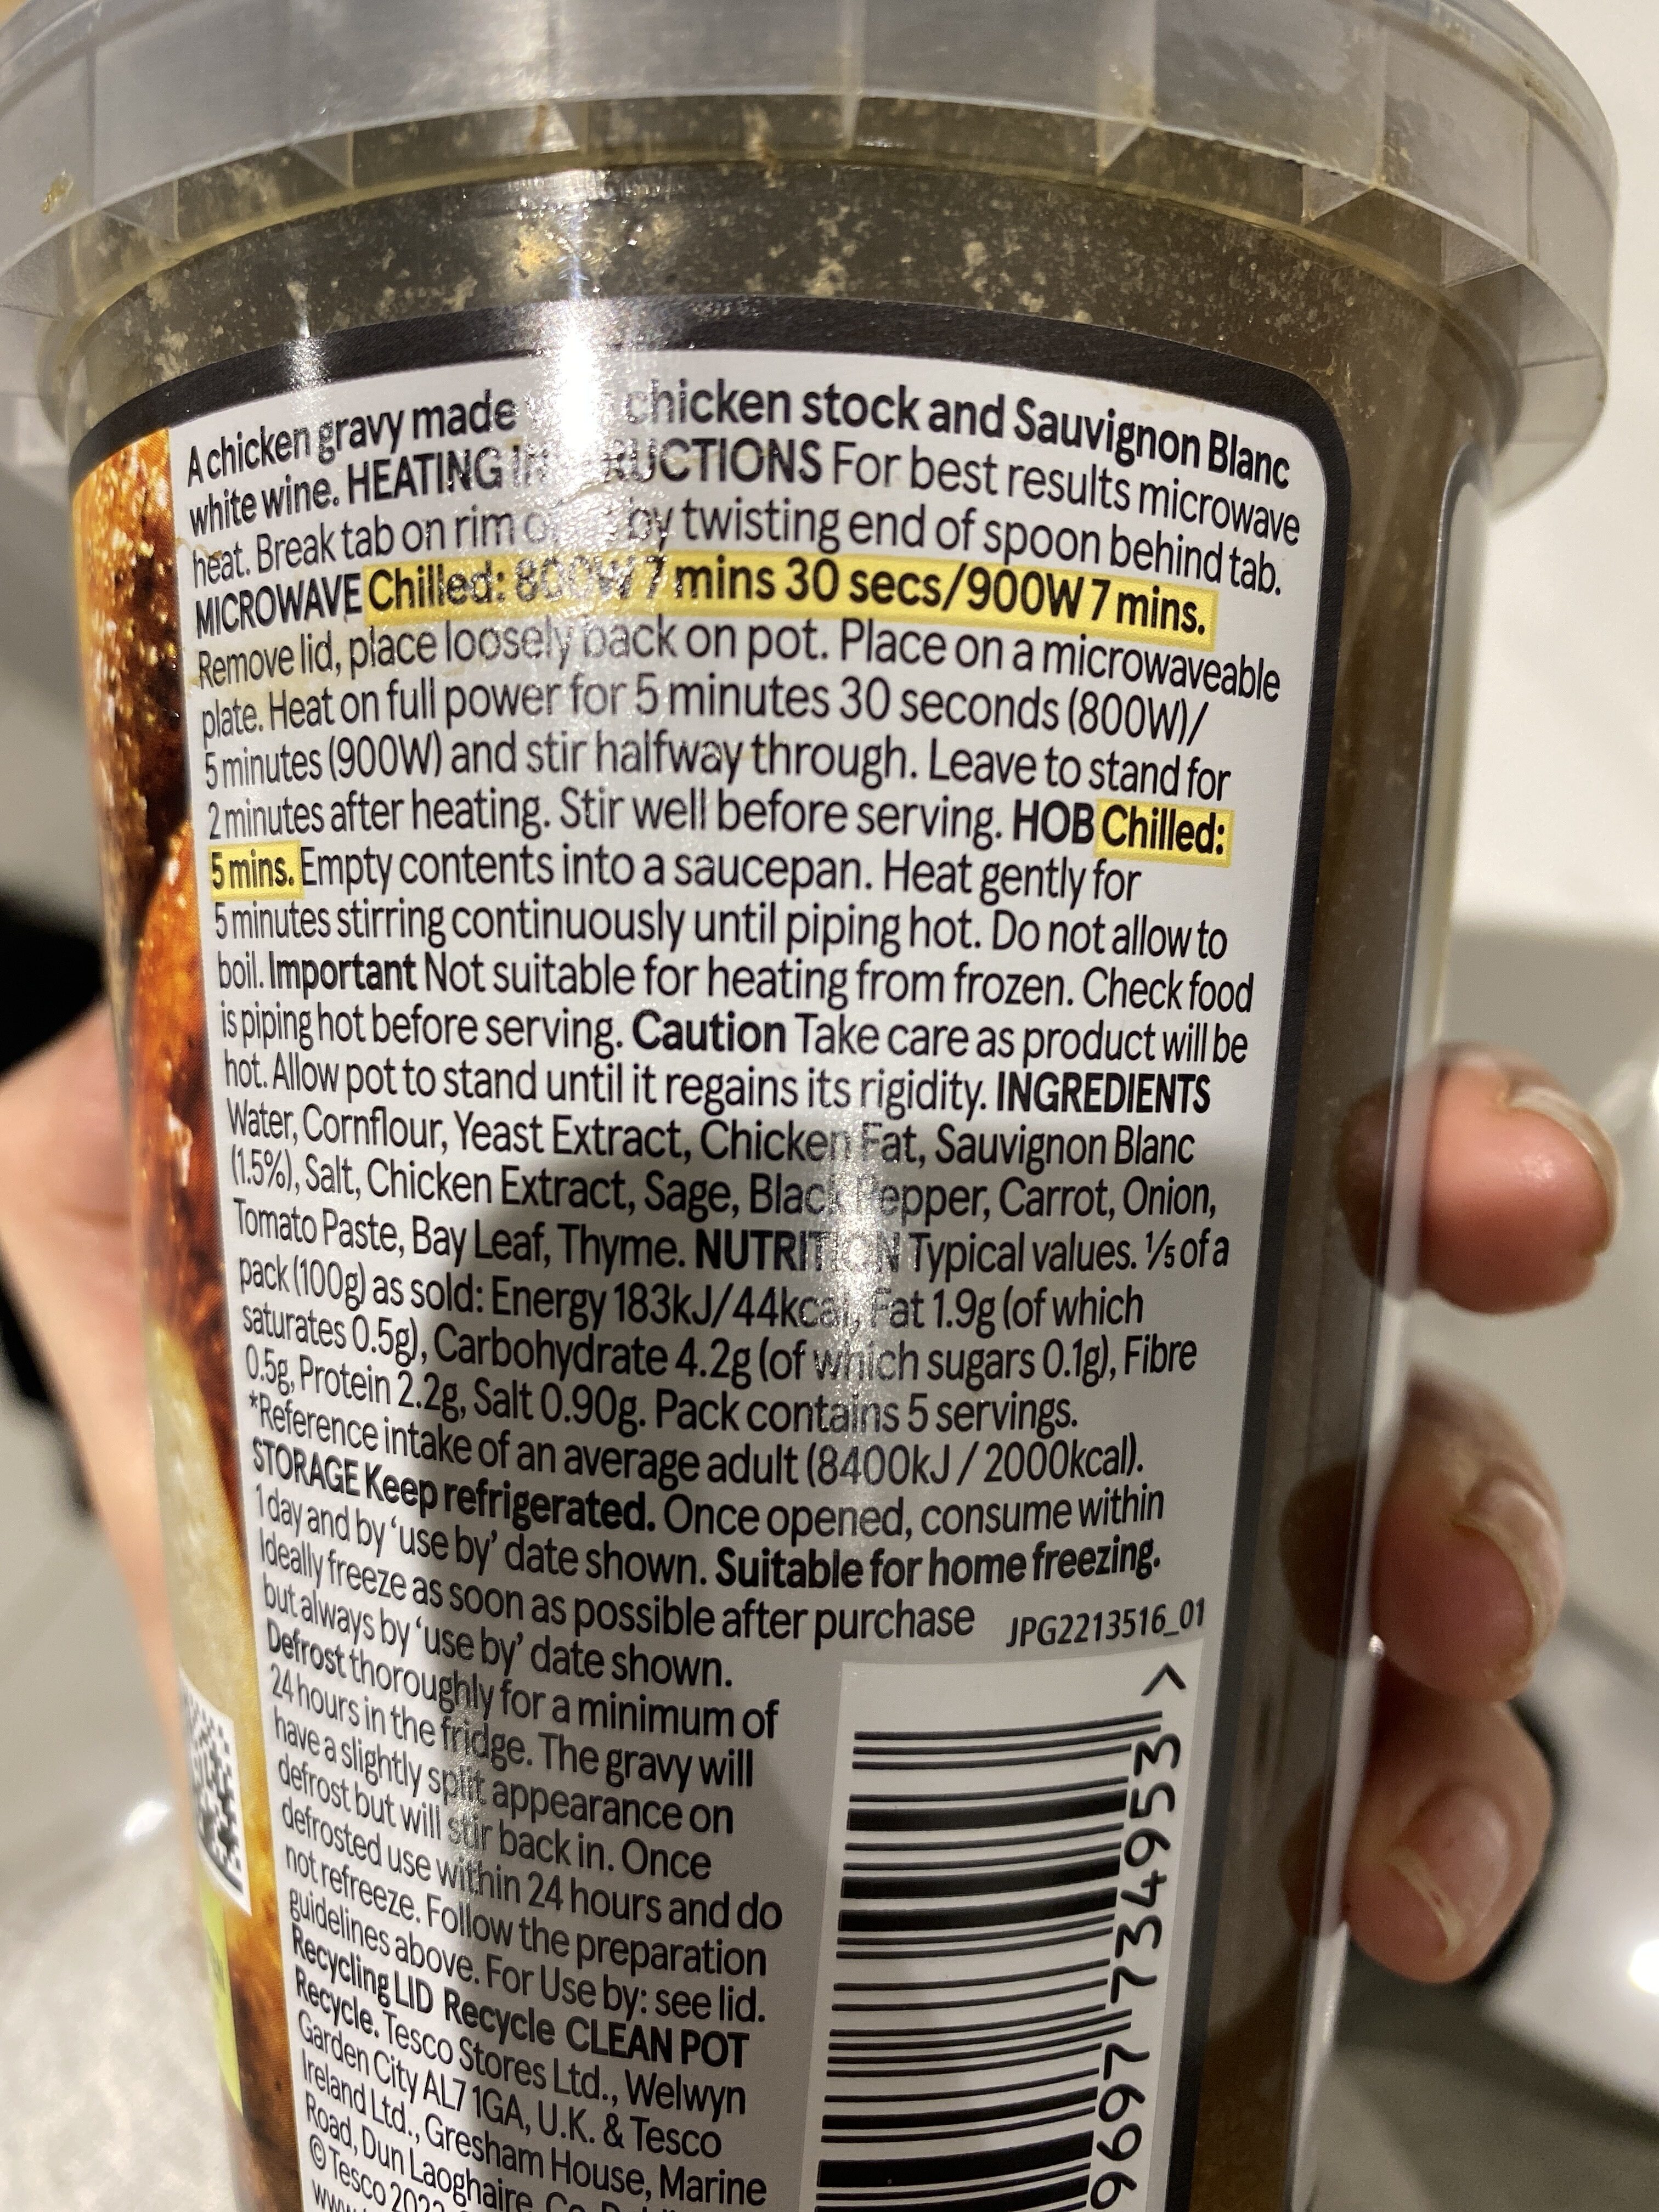 A chicken gravy made chicken stock and Sauvignon Blanc
white wine. HEATING INSTRUCTIONS For best results microwave
heat. Break tab on rim by twisting end of spoon behind tab.
MICROWAVE Chilled: 800W 7 mins 30 secs/900W 7 mins.
Remove lid, place loosely back on pot. Place on a microwaveable
plate. Heat on full power for 5 minutes 30 seconds (800W)/
5 minutes (900W) and stir halfway through. Leave to stand for
2 minutes after heating. Stir well before serving. HOB Chilled:
5 mins. Empty contents into a saucepan. Heat gently for
5 minutes stirring continuously until piping hot. Do not allow to
boil. Important Not suitable for heating from frozen. Check food
is piping hot before serving. Caution Take care as product will be
hot. Allow pot to stand until it regains its rigidity. INGREDIENTS
Water, Cornflour, Yeast Extract, Chicken Fat, Sauvignon Blanc
(1.5%), Salt, Chicken Extract, Sage, Black Pepper, Carrot, Onion,
Tomato Paste, Bay Leaf, Thyme. NUTRITION Typical values. ⅕ of a
pack (100g) as sold: Energy 183kJ/44kcal, Fat 1.9g (of which
saturates 0.5g), Carbohydrate 4.2g (of which sugars 0.1g), Fibre
0.5g, Protein 2.2g, Salt 0.90g. Pack contains 5 servings.
*Reference intake of an average adult (8400kJ / 2000kcal).
STORAGE Keep refrigerated. Once opened, consume within
1 day and by 'use by' date shown. Suitable for home freezing.
Ideally freeze as soon as possible after purchase
but always by 'use by' date shown.
Defrost thoroughly for a minimum of
24 hours in the fridge. The gravy will
have a slightly split appearance on
defrost but will stir back in. Once
defrosted use within 24 hours and do
not refreeze. Follow the preparation
guidelines above. For Use by: see lid.
Recycling LID Recycle CLEAN POT
Recycle. Tesco Stores Ltd., Welwyn
Garden City AL7 1GA, U.K. & Tesco
Ireland Ltd., Gresham House, Marine
Road, Dun Laoghaire, Co.
© Tesco
JPG2213516_01
9697 734953 >